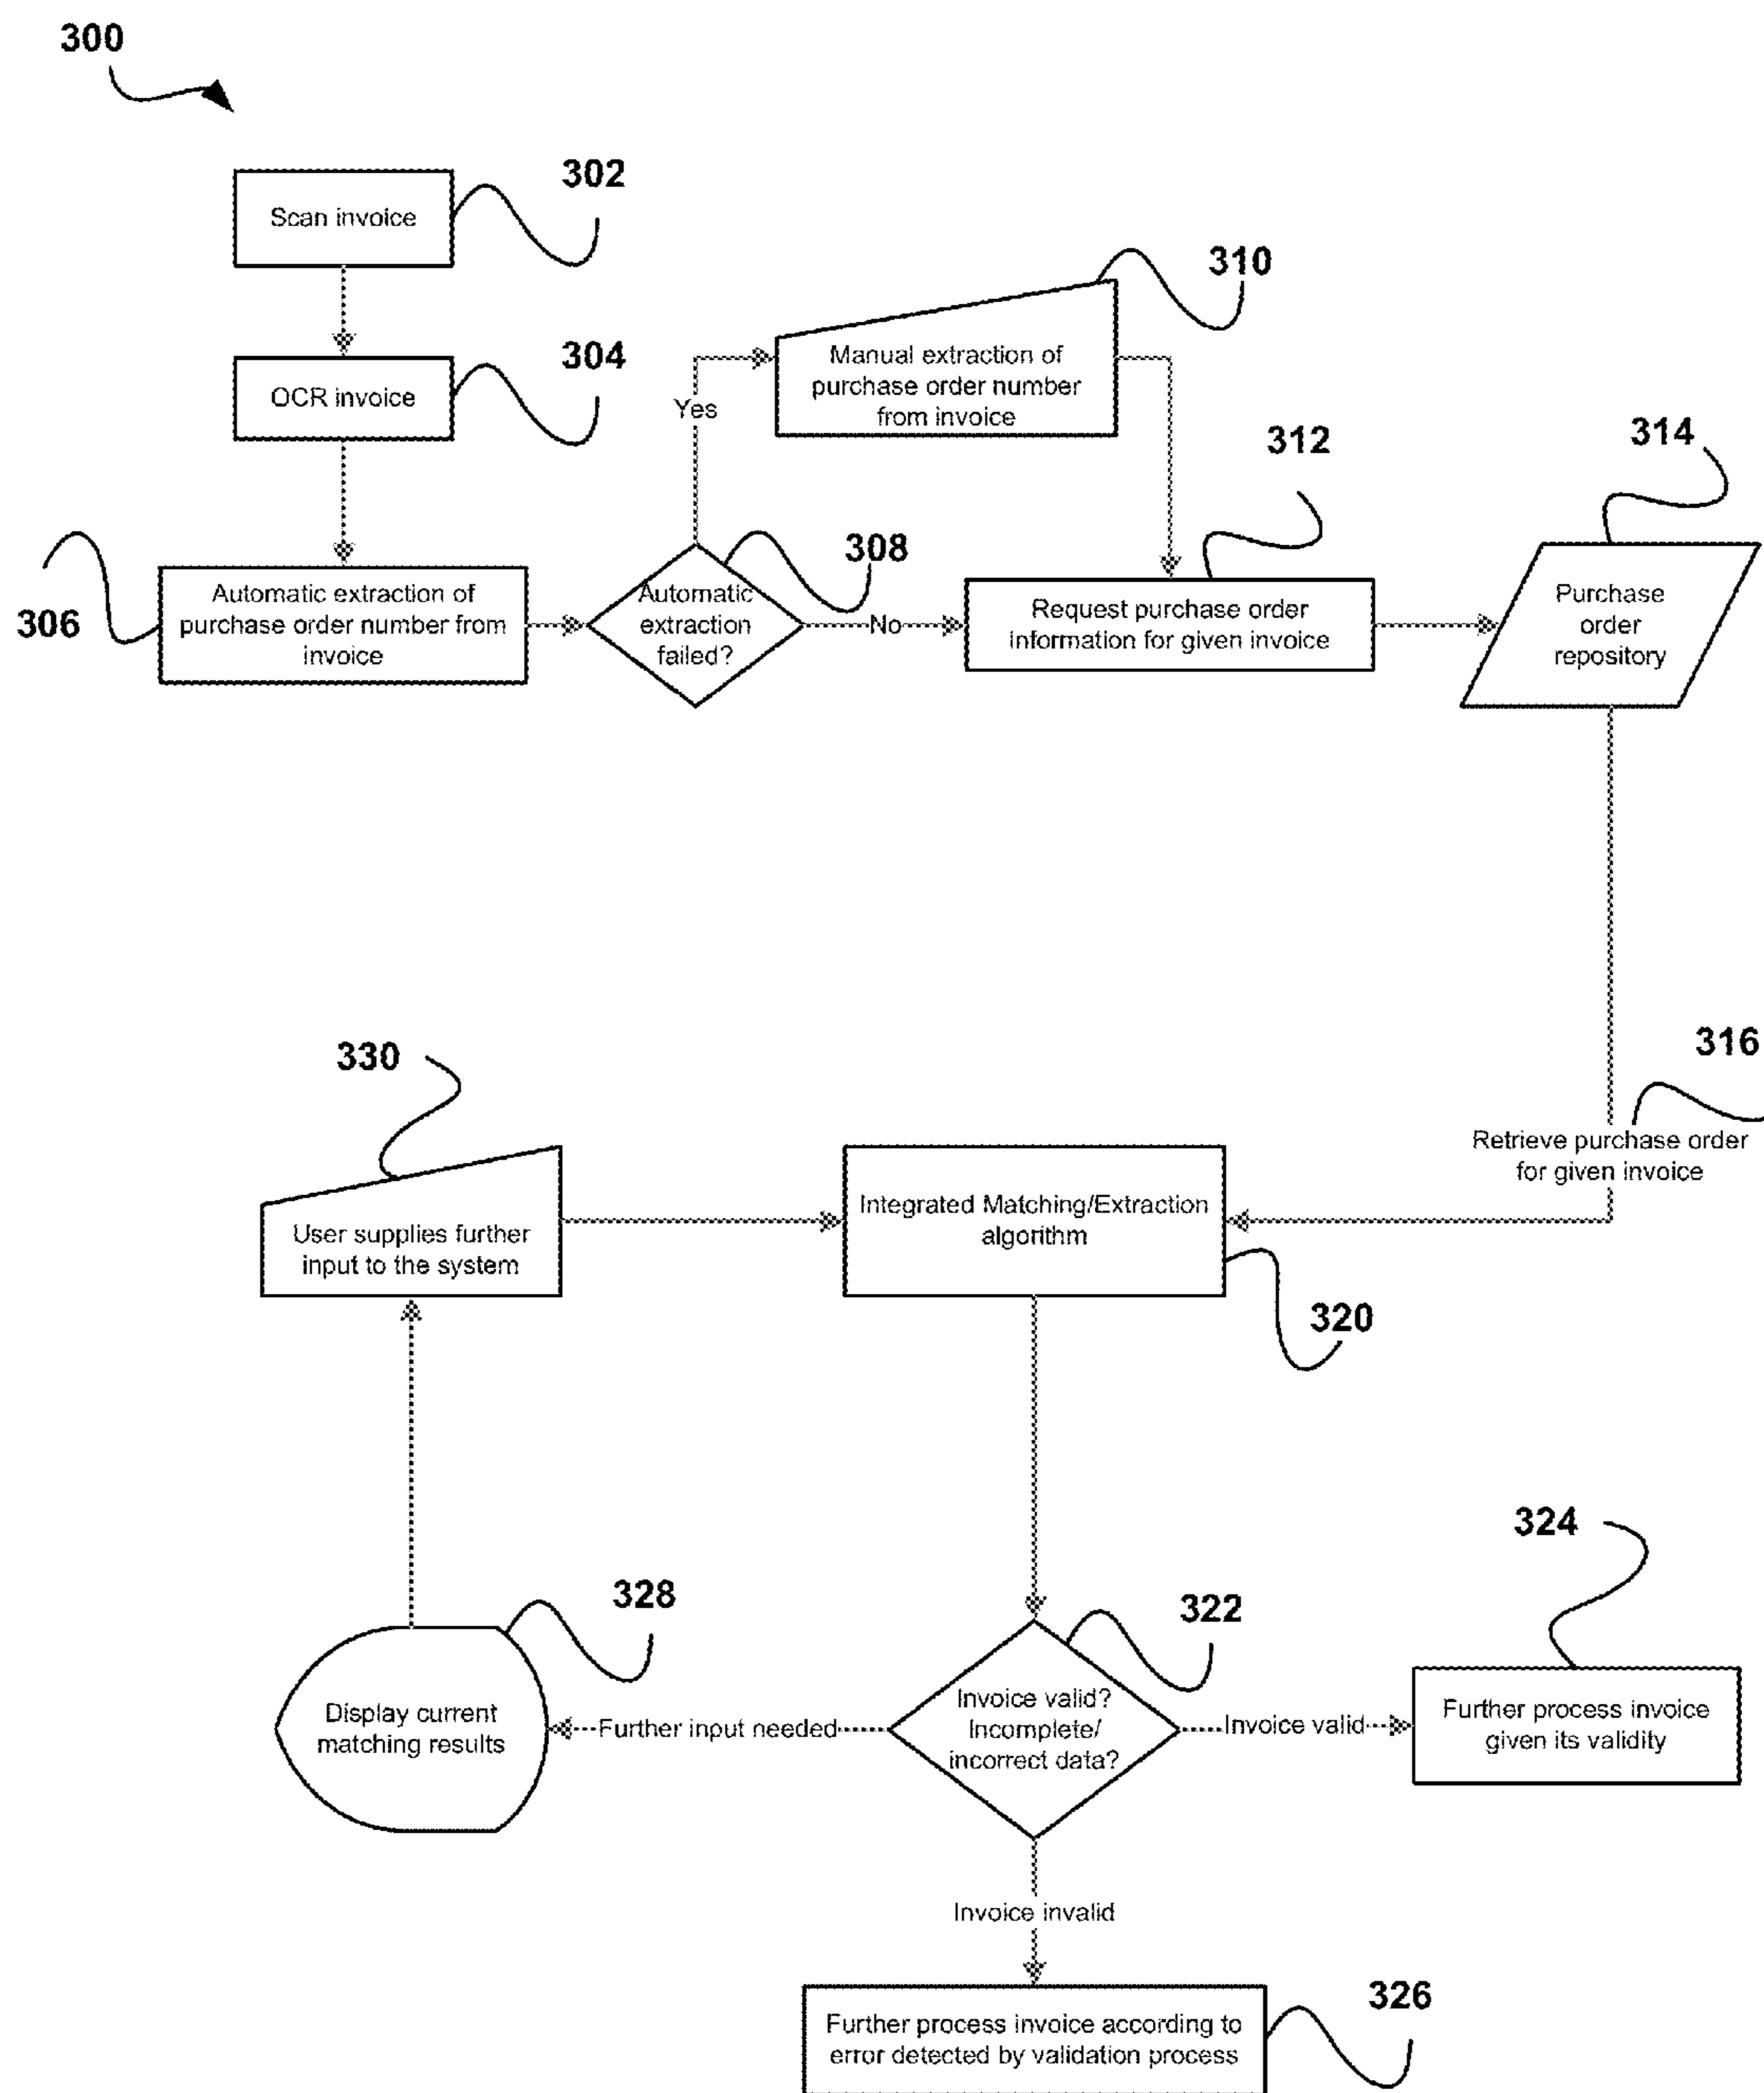 300
302
Scan invoice
310
304
OCR invoice
Manual extraction of
purchase order number
from invoice
Yes
312
314
308
306
Automatic extraction of
purchase order number from
invoice
Automatic
extraction
failed?
No
Request purchase order
information for given invoice
Purchase
order
repository
316
Retrieve purchase order
for given invoice
330
User supplies further
input to the system
Integrated Matching/Extraction
algorithm
320
324
328
322
Display current
matching results
Further input needed
Invoice valid?
Incomplete/
incorrect data?
Invoice valid
Further process invoice
given its validity
Invoice invalid
326
Further process invoice according to
error detected by validation process